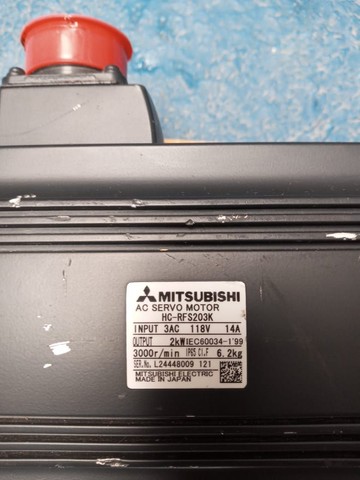 MITSUBISHI
AC SERVO MOTOR
HC-RFS203K
INPUT 3AC 118V 14A
OUTPUT 2kW IEC60034-1'99
3000r/min IP65 Cl.F 6.2kg
SER.No. L24448009 121
MITSUBISHI ELECTRIC
MADE IN JAPAN